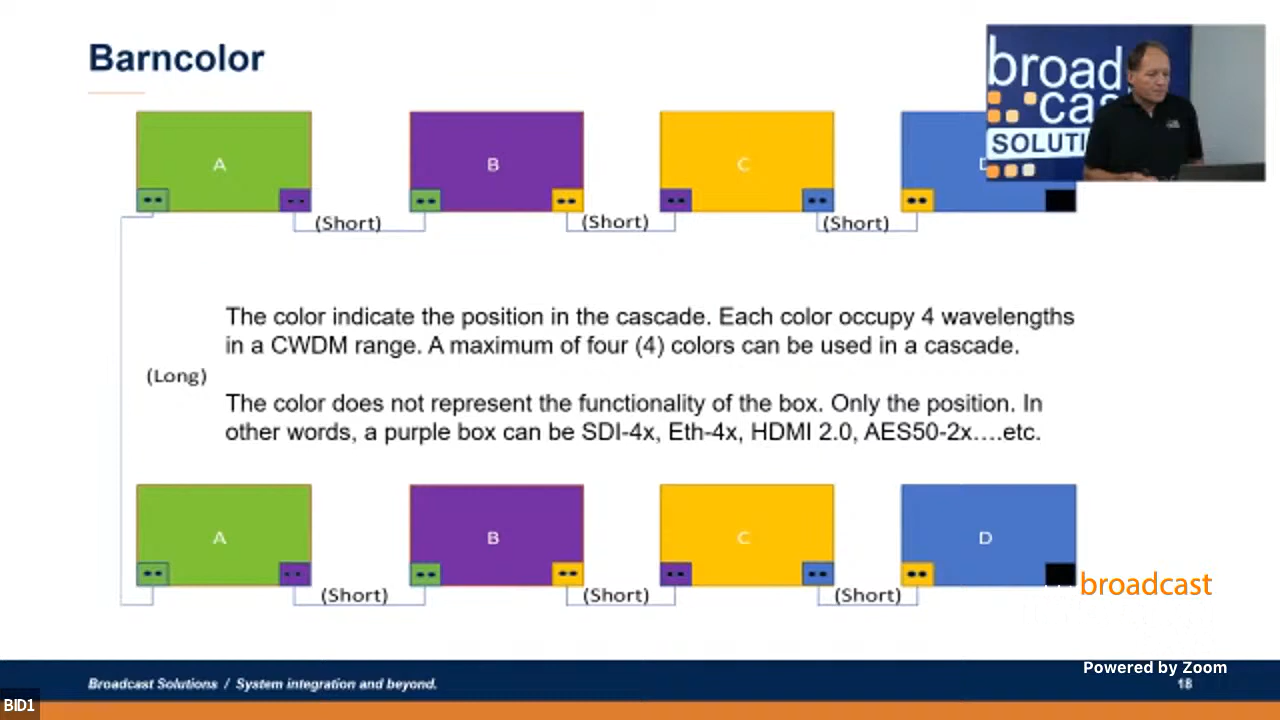 Barncolor
broad
ca
SOLUTI
A
B
C
(Short)
(Short)
(Short)
The color indicate the position in the cascade. Each color occupy 4 wavelengths
in a CWDM range. A maximum of four (4) colors can be used in a cascade.
(Long)
The color does not represent the functionality of the box. Only the position. In
other words, a purple box can be SDI-4x, Eth-4x, HDMI 2.0, AES50-2x….etc.
A
B
C
D
(Short)
(Short)
(Short)
broadcast
Powered by Zoom
Broadcast Solutions / System integration and beyond.
18
BID1